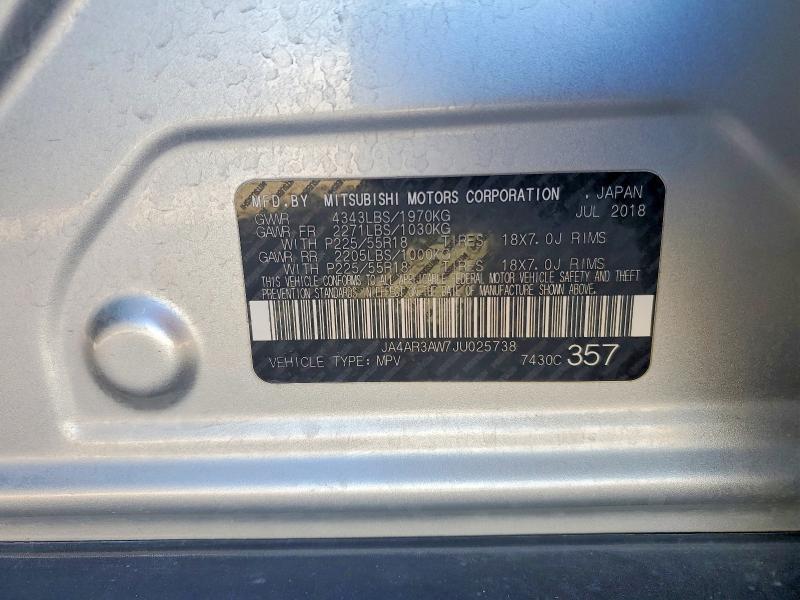 MFD.BY MITSUBISHI MOTORS CORPORATION , JAPAN
GVWR 4343LBS/1970KG JUL 2018
GAWR FR 2271LBS/1030KG
WITH P225/55R18 TIRES 18X7.0J RIMS
GAWR RR 2205LBS/1000KG
WITH P225/55R18 TIRES 18X7.0J RIMS
THIS VEHICLE CONFORMS TO ALL APPLICABLE FEDERAL MOTOR VEHICLE SAFETY AND THEFT
PREVENTION STANDARDS IN EFFECT ON THE DATE OF MANUFACTURE SHOWN ABOVE.
JA4AR3AW7JU025738
VEHICLE TYPE: MPV 7430C 357